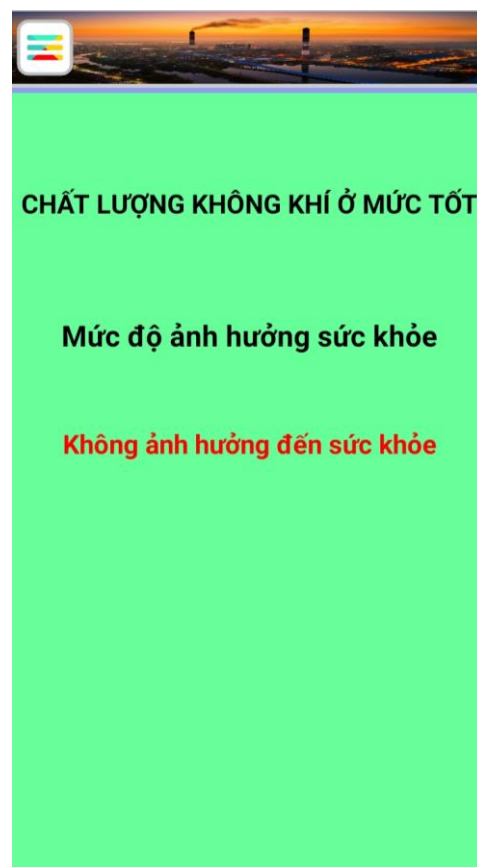 CHẤT LƯỢNG KHÔNG KHÍ Ở MỨC TỐT
Mức độ ảnh hưởng sức khỏe
Không ảnh hưởng đến sức khỏe